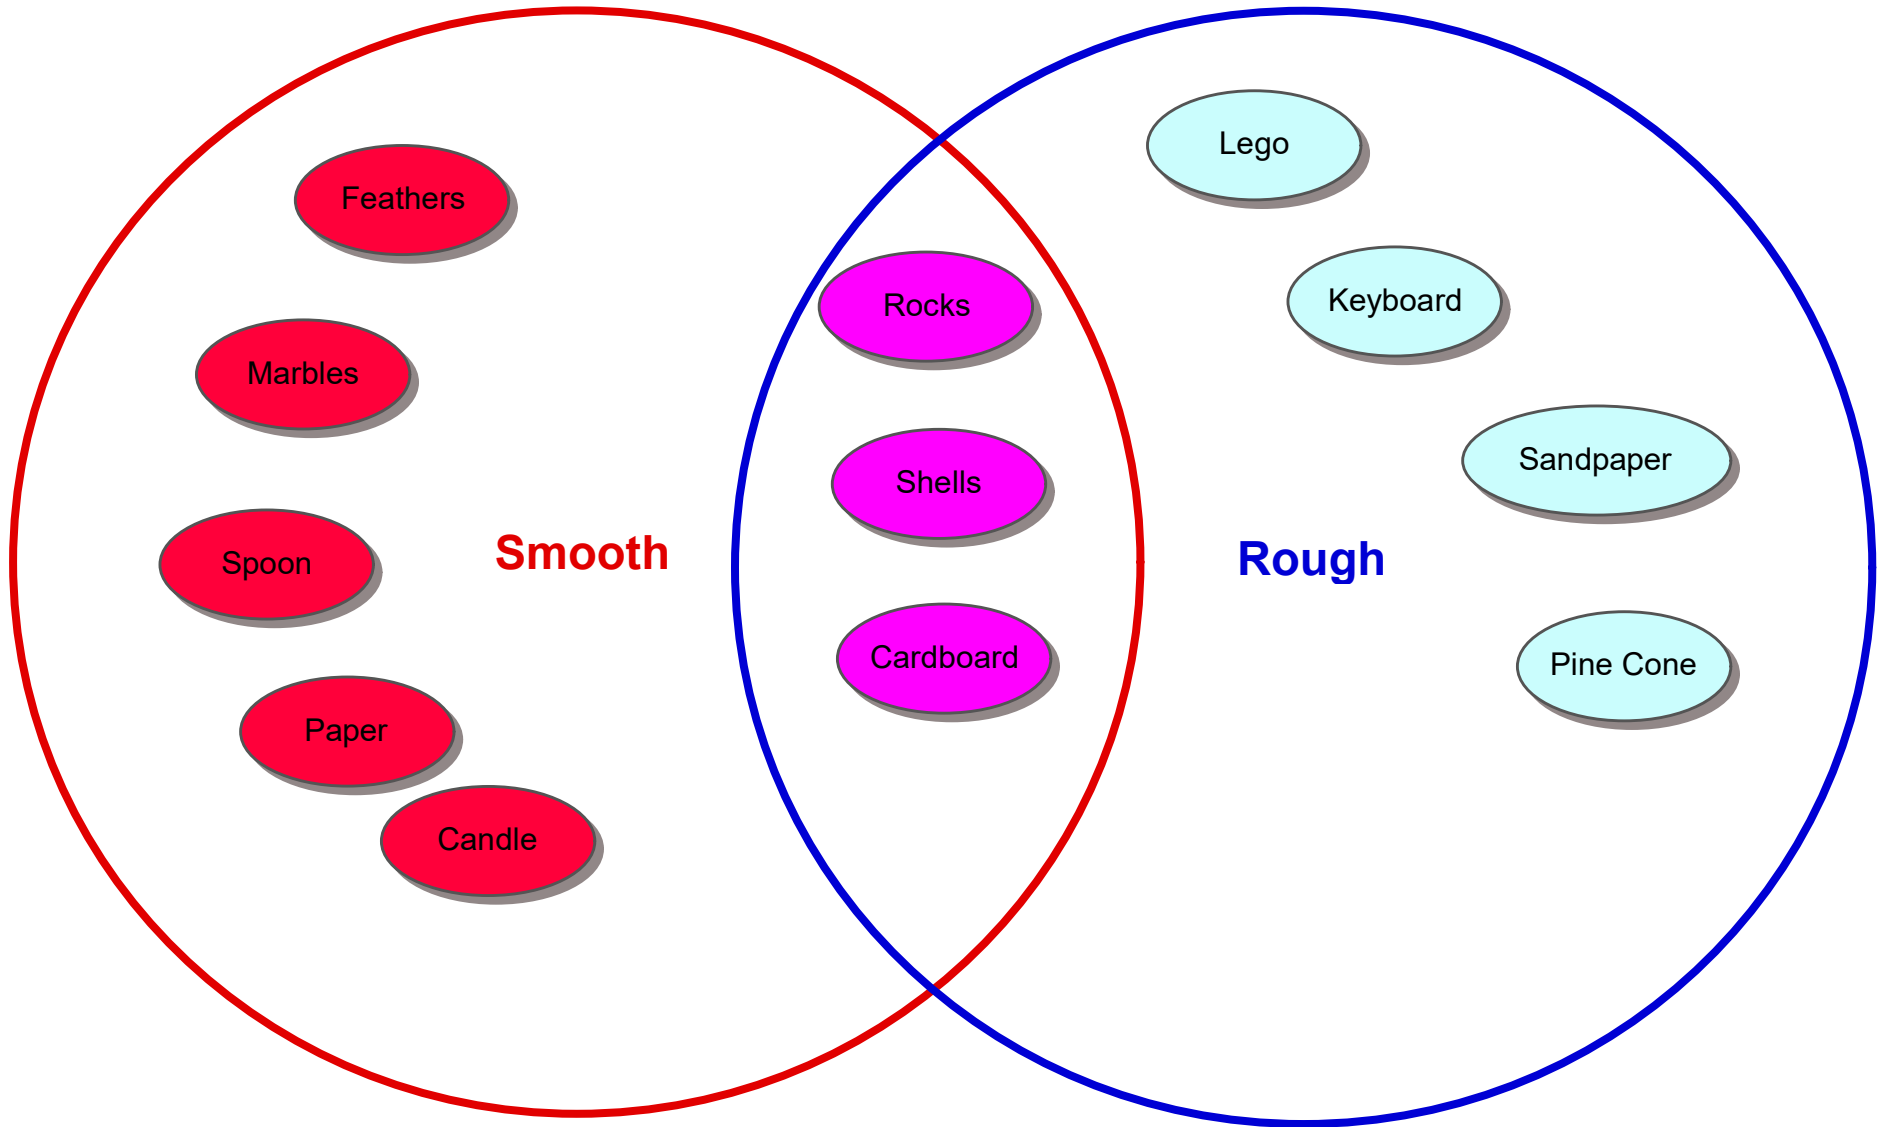 Feathers
Marbles
Spoon
Paper
Candle
Smooth
Rocks
Shells
Cardboard
Rough
Lego
Keyboard
Sandpaper
Pine Cone